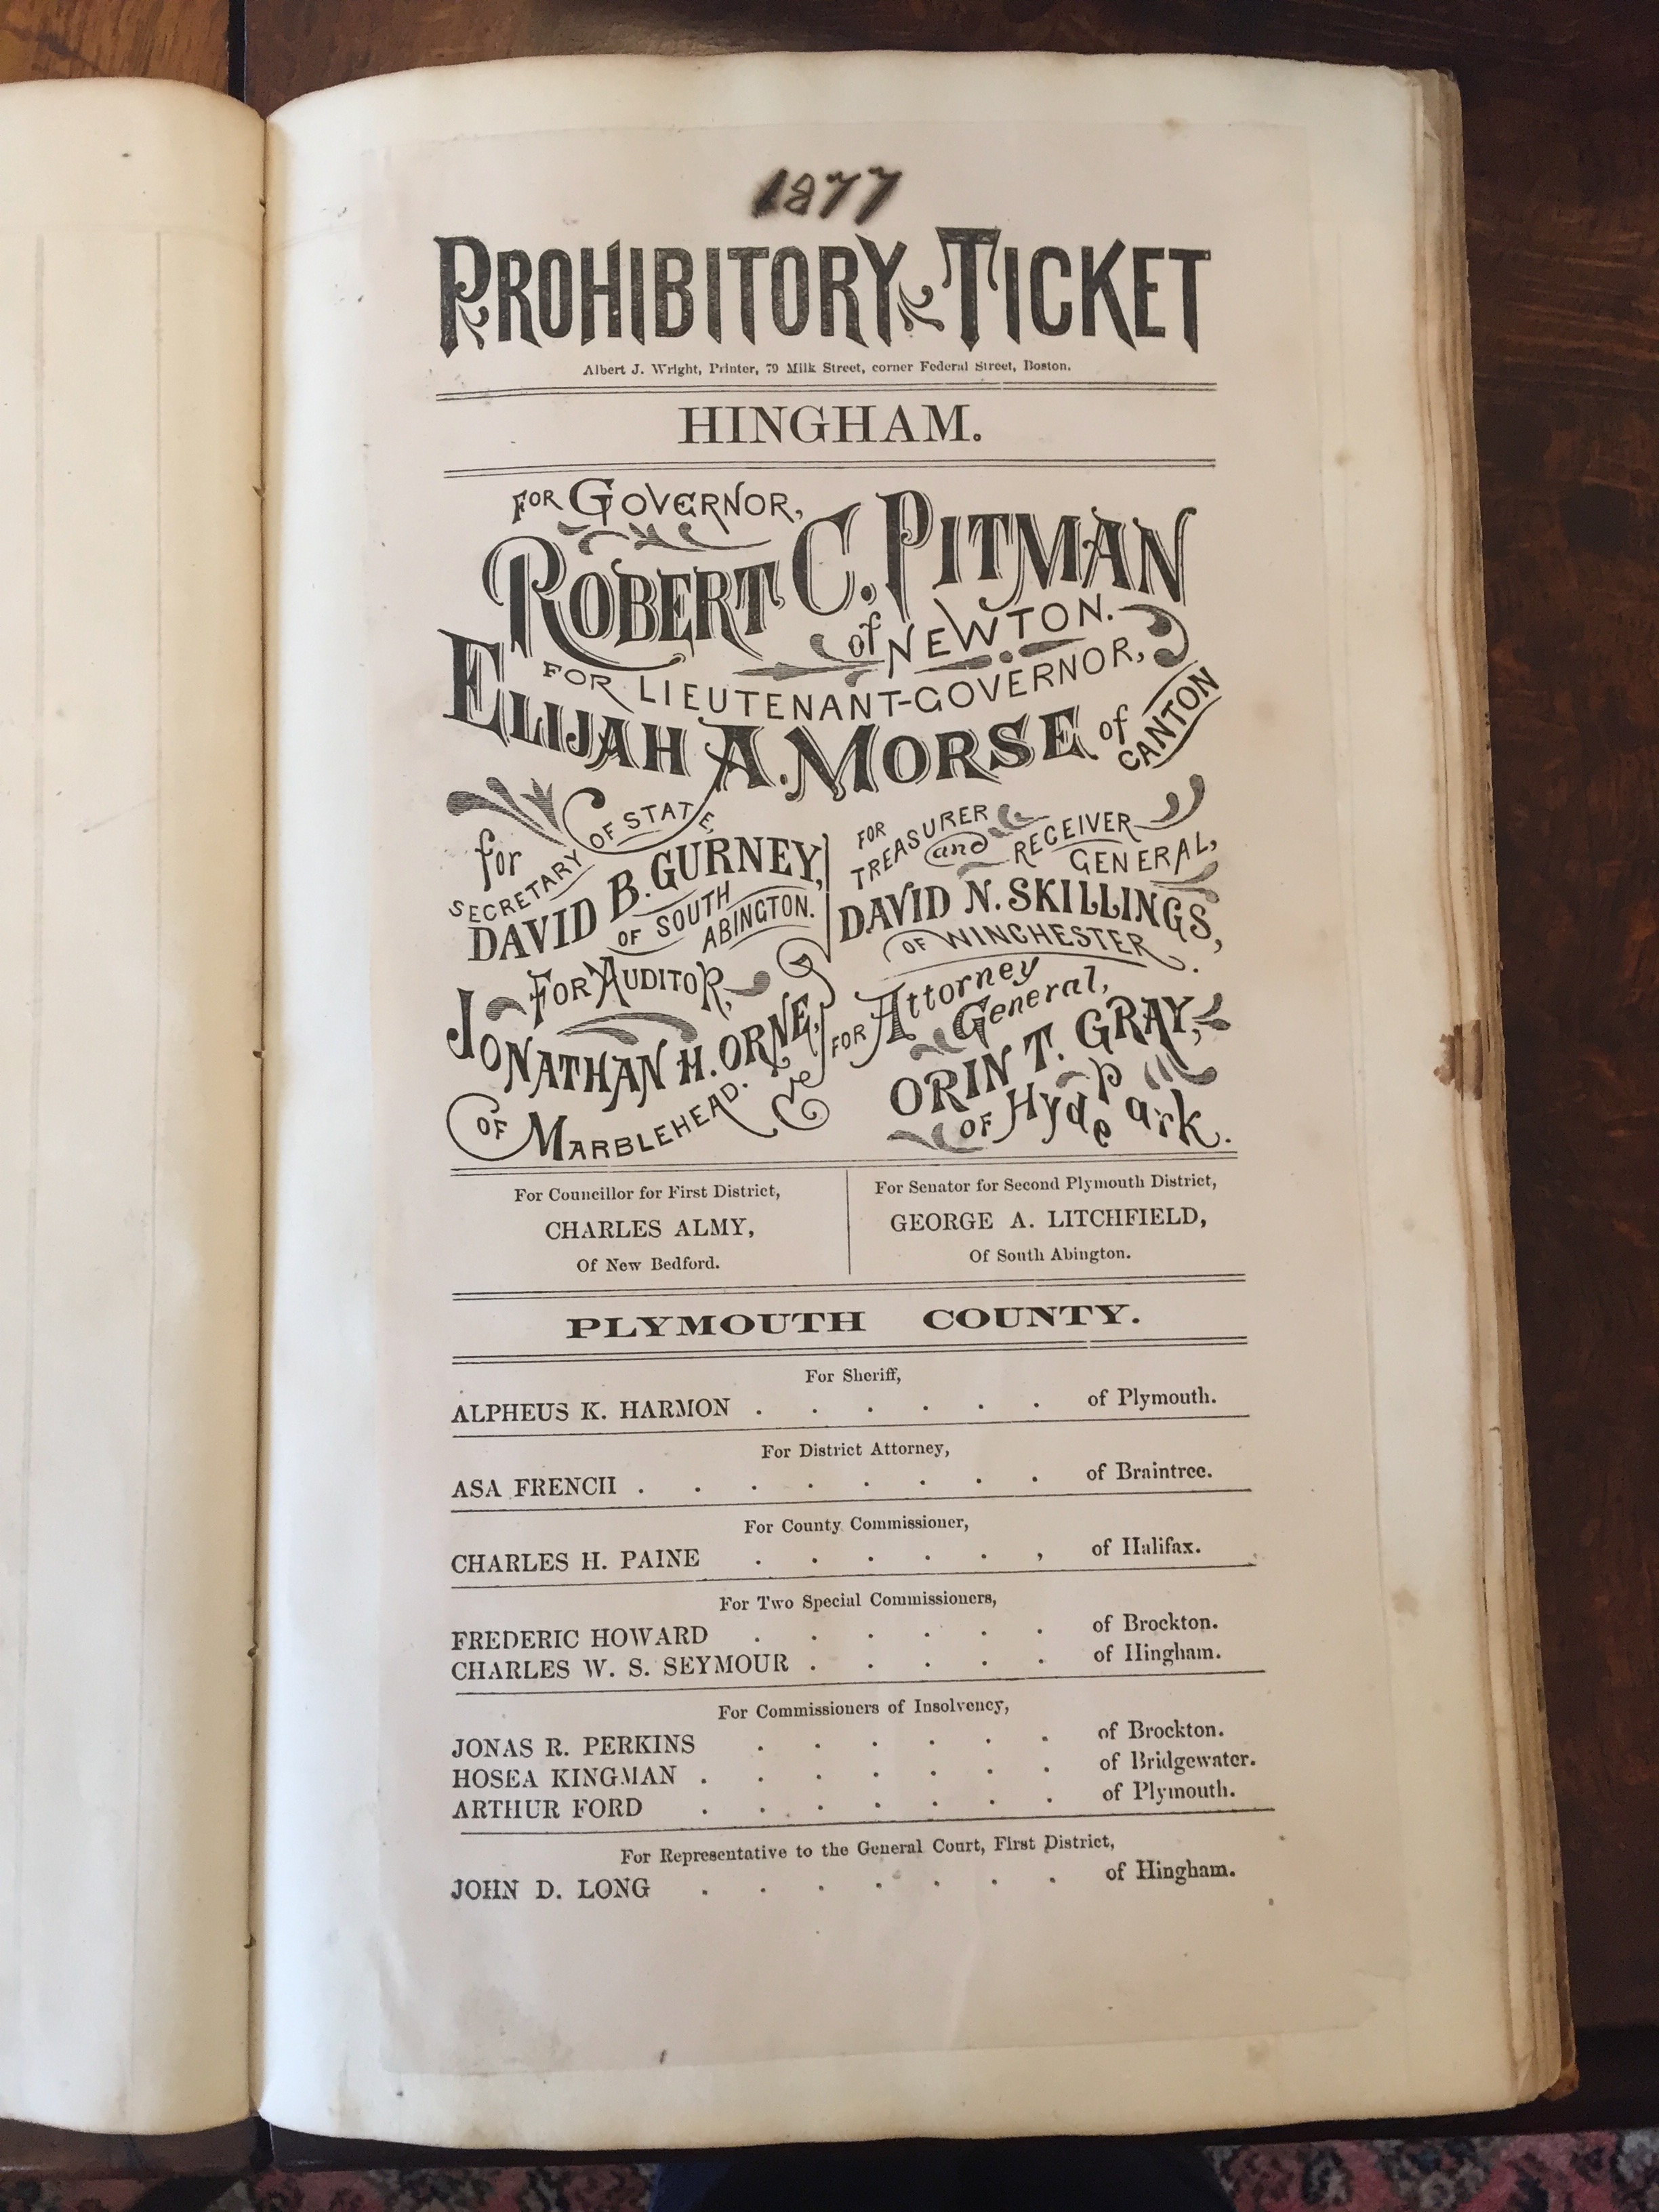 1877
PROHIBITORY TICKET
Albert J. Wright, Printer, 79 Milk Street, corner Federal Street, Boston.
HINGHAM.
FOR GOVERNOR,
ROBERT C. PITMAN
of NEWTON.
FOR LIEUTENANT-GOVERNOR,
ELIJAH A. MORSE of CANTON
for SECRETARY OF STATE,
DAVID B. GURNEY,
OF SOUTH ABINGTON.
FOR TREASURER and RECEIVER GENERAL,
DAVID N. SKILLINGS,
OF WINCHESTER.
FOR AUDITOR,
JONATHAN H. ORNE,
OF MARBLEHEAD.
FOR Attorney General,
ORIN T. GRAY,
OF Hyde Park.
For Councillor for First District,
CHARLES ALMY,
Of New Bedford.
For Senator for Second Plymouth District,
GEORGE A. LITCHFIELD,
Of South Abington.
PLYMOUTH COUNTY.
For Sheriff,
ALPHEUS K. HARMON . . . . . . of Plymouth.
For District Attorney,
ASA FRENCH . . . . . . . . of Braintree.
For County Commissioner,
CHARLES H. PAINE . . . . . , of Halifax.
For Two Special Commissioners,
FREDERIC HOWARD . . . . . . of Brockton.
CHARLES W. S. SEYMOUR . . . . . of Hingham.
For Commissioners of Insolvency,
JONAS R. PERKINS . . . . . . of Brockton.
HOSEA KINGMAN . . . . . . . of Bridgewater.
ARTHUR FORD . . . . . . . of Plymouth.
For Representative to the General Court, First District,
JOHN D. LONG . . . . . . . of Hingham.